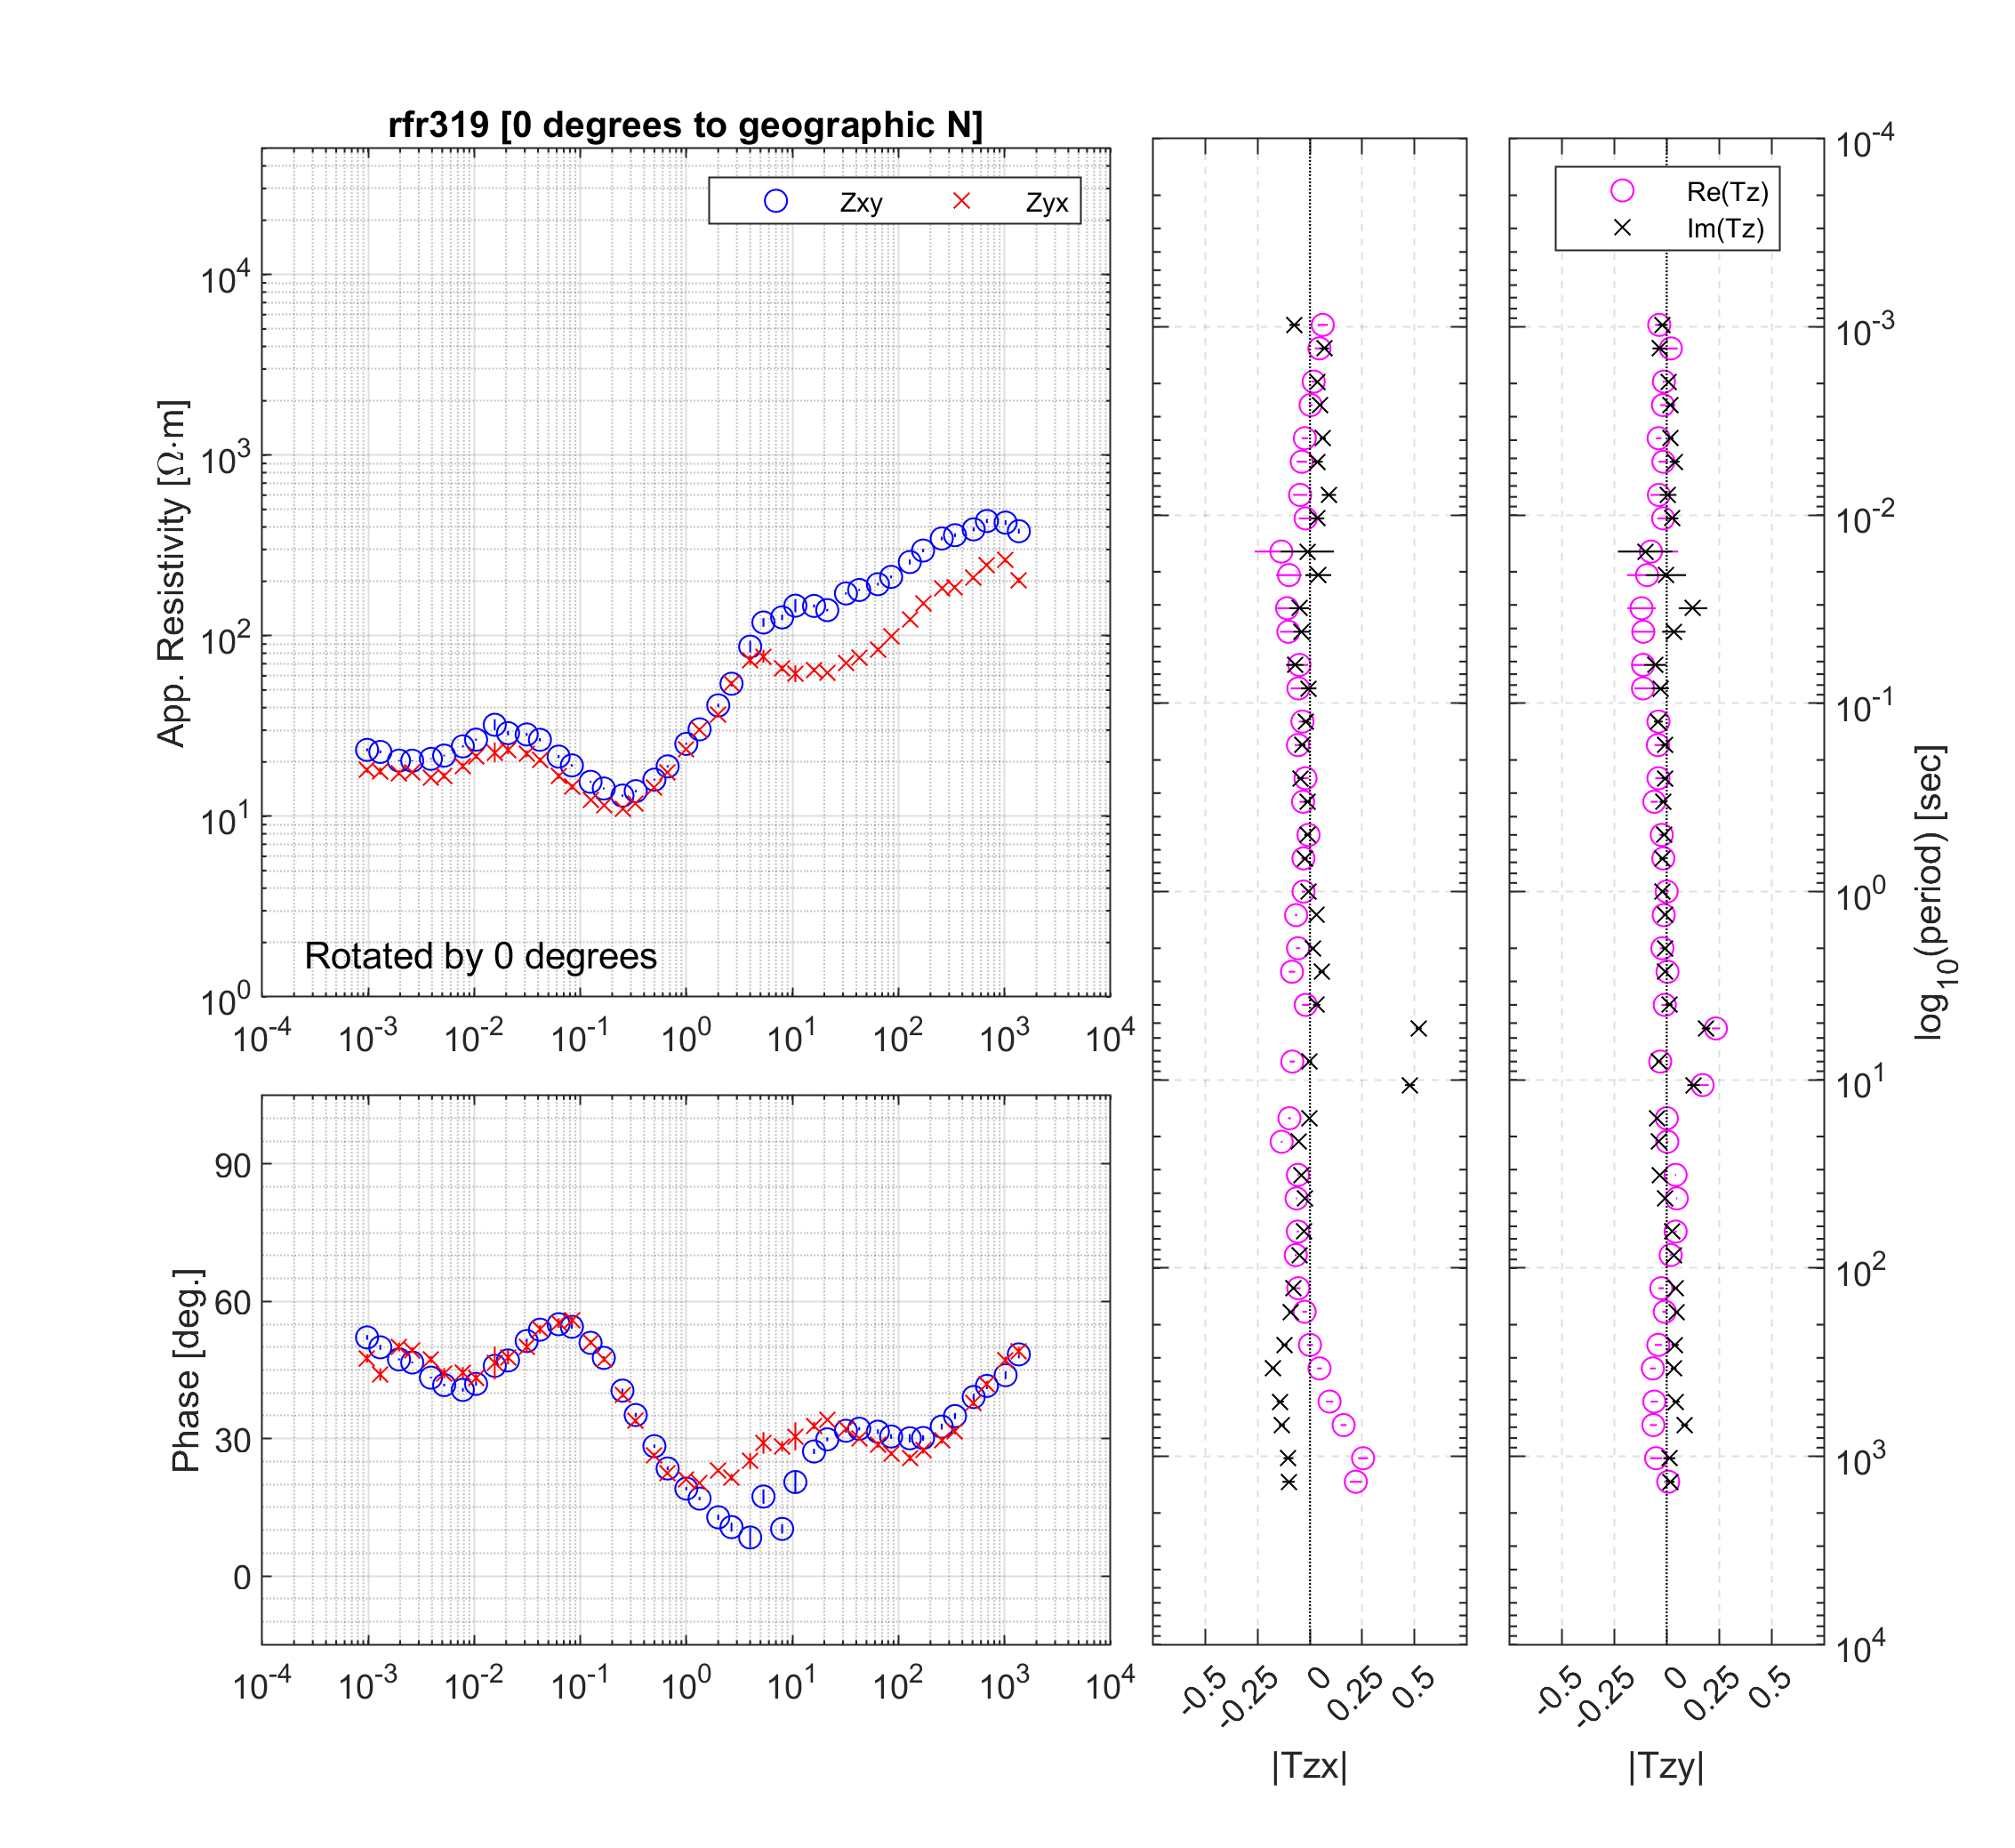 rfr319 [0 degrees to geographic N]
Zxy Zyx
App. Resistivity [Ω·m]
10^4
10^3
10^2
10^1
10^0
Rotated by 0 degrees
10^-4 10^-3 10^-2 10^-1 10^0 10^1 10^2 10^3 10^4
Phase [deg.]
90
60
30
0
10^-4 10^-3 10^-2 10^-1 10^0 10^1 10^2 10^3 10^4
-0.5 -0.25 0 0.25 0.5
|Tzx|
Re(Tz)
Im(Tz)
-0.5 -0.25 0 0.25 0.5
|Tzy|
10^-4
10^-3
10^-2
10^-1
10^0
10^1
10^2
10^3
10^4
log_10(period) [sec]